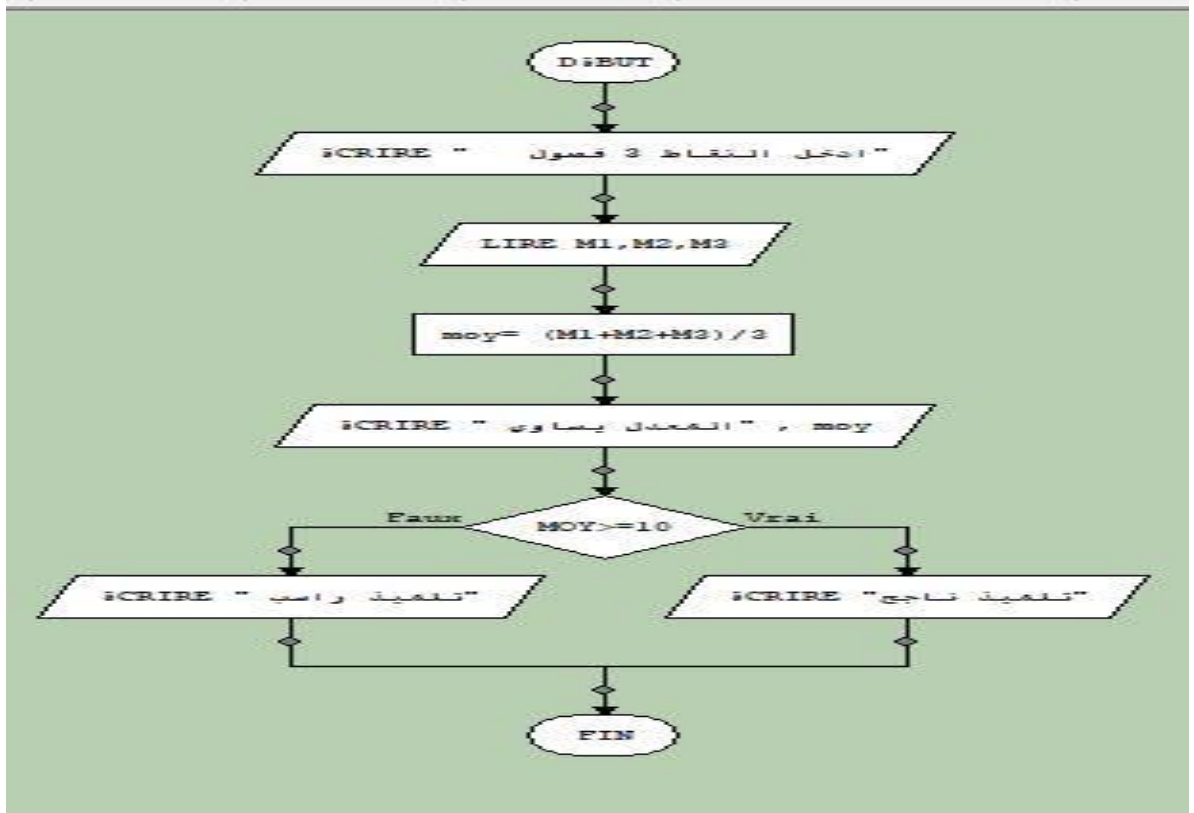 DéBUT
éCRIRE " ادخل النقاط 3 فصول"
LIRE M1,M2,M3
moy= (M1+M2+M3)/3
éCRIRE " المعدل يساوي" , moy
Faux
MOY>=10
Vrai
éCRIRE " تلميذ راسب"
éCRIRE "تلميذ ناجح"
FIN